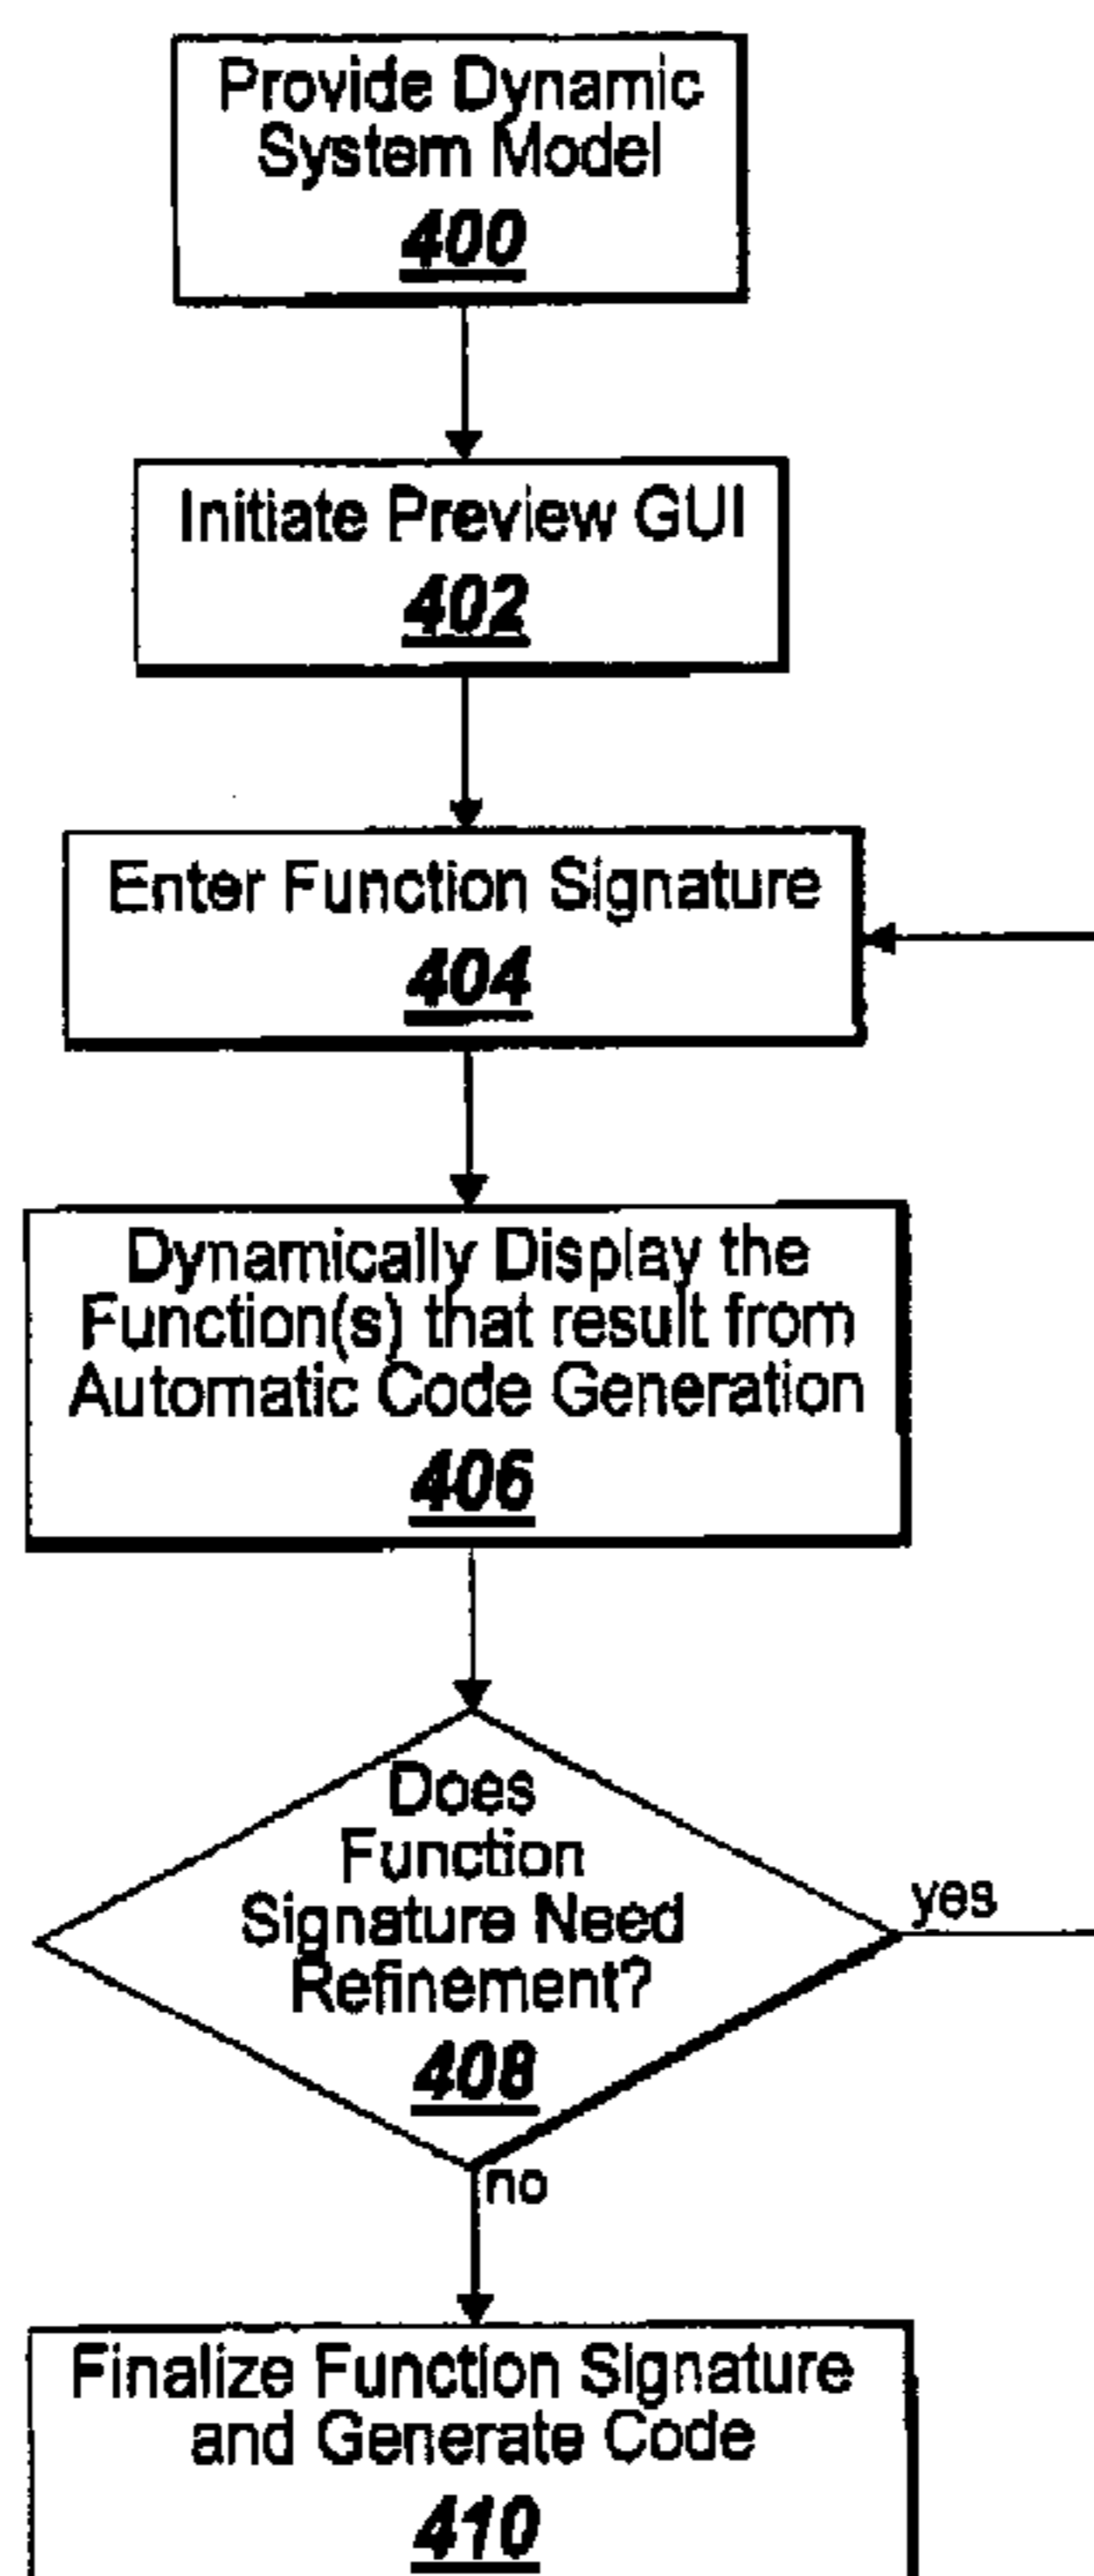 Provide Dynamic
System Model
400
Initiate Preview GUI
402
Enter Function Signature
404
Dynamically Display the
Function(s) that result from
Automatic Code Generation
406
Does
Function
Signature Need
Refinement?
408
yes
no
Finalize Function Signature
and Generate Code
410